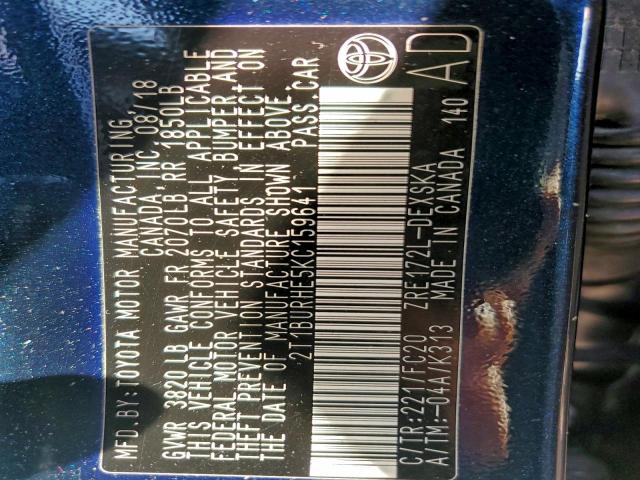 MFD.BY:TOYOTA MOTOR MANUFACTURING
CANADA, INC. 08/18
GVWR 3820LB GAWR FR 2070LB RR 1850LB
THIS VEHICLE CONFORMS TO ALL APPLICABLE
FEDERAL MOTOR VEHICLE SAFETY, BUMPER, AND
THEFT PREVENTION STANDARDS IN EFFECT ON
THE DATE OF MANUFACTURE SHOWN ABOVE.
2T1BURHE5KC159641 PASS.CAR J
C/TR:221/FC20 ZRE172L-DEXSKA
A/TM:-04A/K313 MADE IN CANADA 140
AD